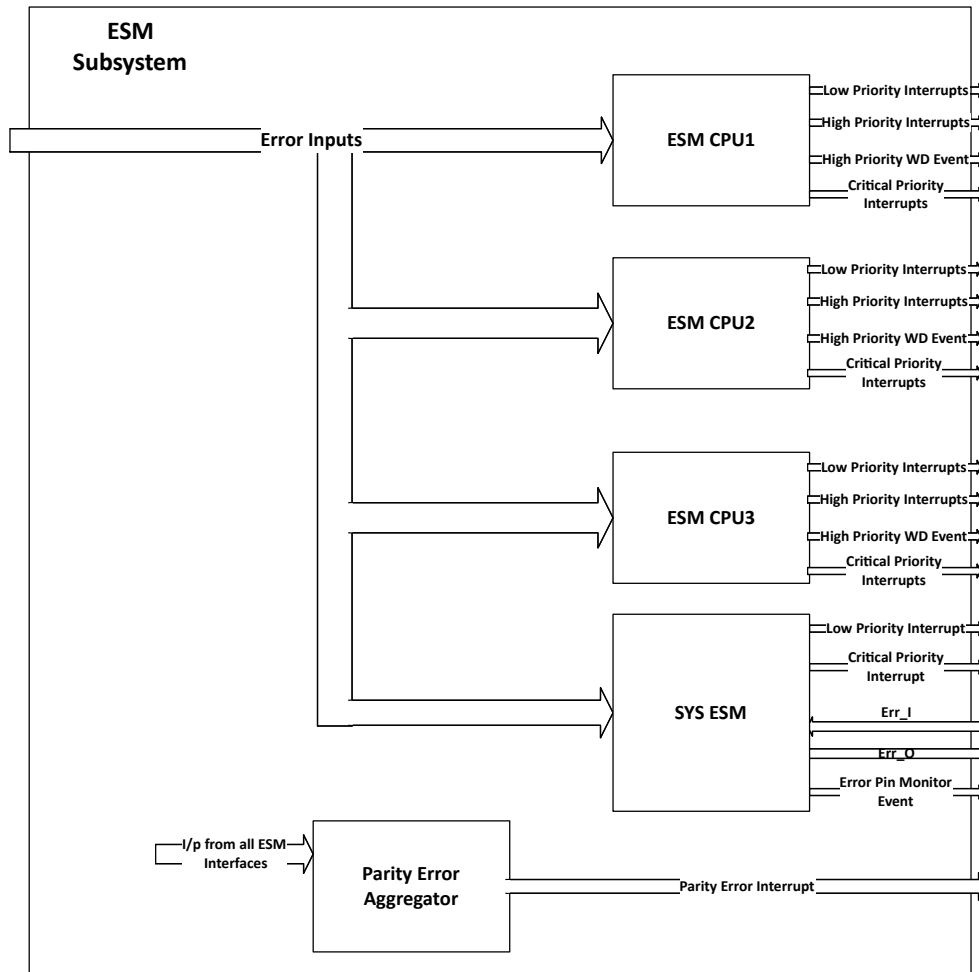 ESM
Subsystem
Error Inputs
ESM CPU1
Low Priority Interrupts
High Priority Interrupts
High Priority WD Event
Critical Priority
Interrupts
ESM CPU2
Low Priority Interrupts
High Priority Interrupts
High Priority WD Event
Critical Priority
Interrupts
ESM CPU3
Low Priority Interrupts
High Priority Interrupts
High Priority WD Event
Critical Priority
Interrupts
SYS ESM
Low Priority Interrupt
Critical Priority
Interrupt
Err_I
Err_O
Error Pin Monitor
Event
I/p from all ESM
Interfaces
Parity Error
Aggregator
Parity Error Interrupt